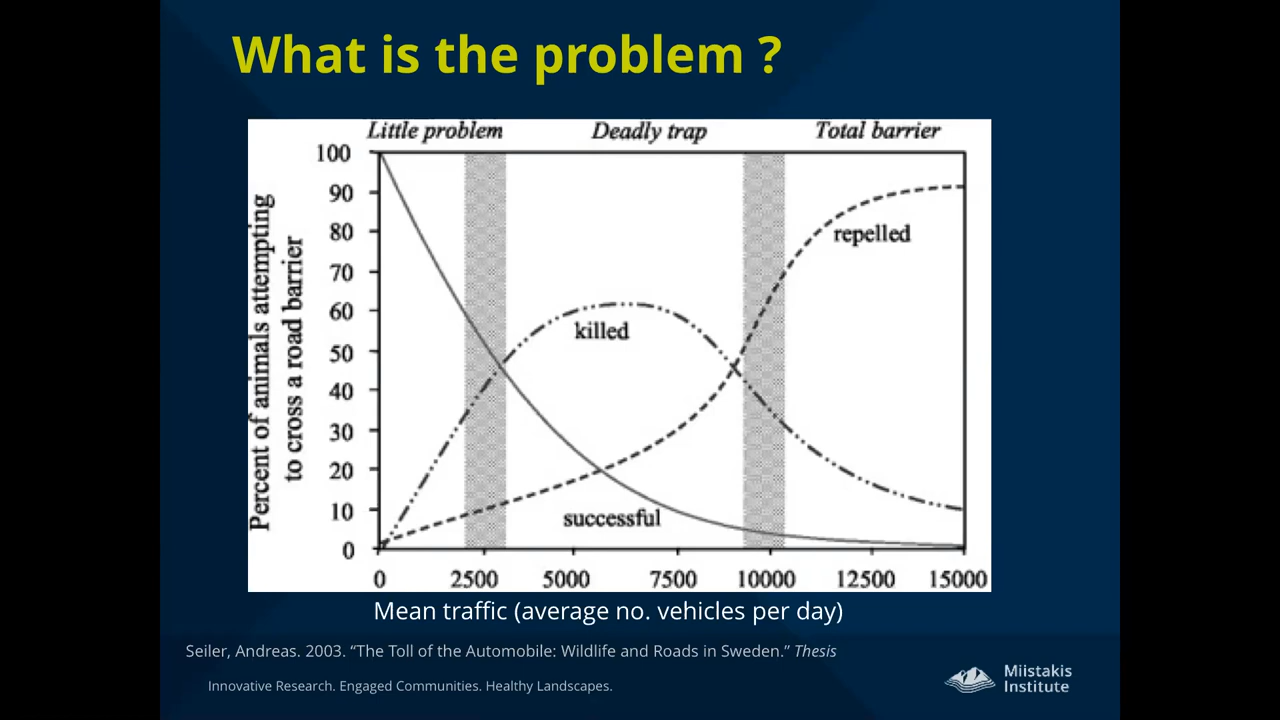 What is the problem ?
Little problem
Deadly trap
Total barrier
Percent of animals attempting
to cross a road barrier
100
90
80
70
60
50
40
30
20
10
0
repelled
killed
successful
0 2500 5000 7500 10000 12500 15000
Mean traffic (average no. vehicles per day)
Seiler, Andreas. 2003. “The Toll of the Automobile: Wildlife and Roads in Sweden.” Thesis
Innovative Research. Engaged Communities. Healthy Landscapes.
Miistakis
Institute